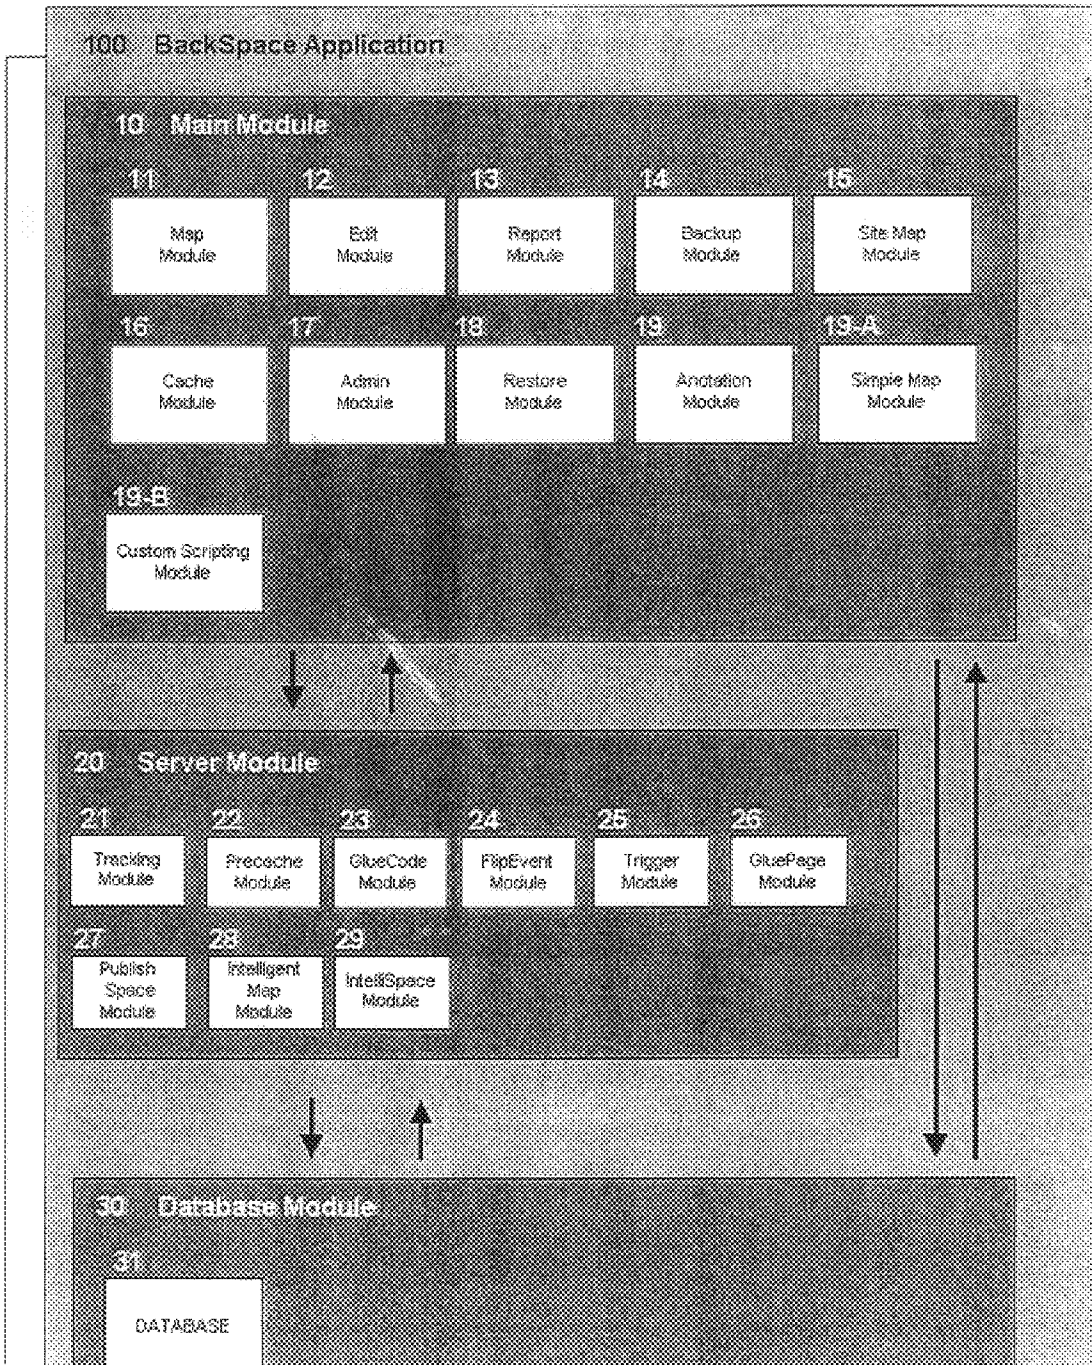 100 BackSpace Application
10 Main Module
11
Map
Module
12
Edit
Module
13
Report
Module
14
Backup
Module
15
Site Map
Module
16
Cache
Module
17
Admin
Module
18
Restore
Module
19
Anotation
Module
19-A
Simple Map
Module
19-B
Custom Scripting
Module
20 Server Module
21
Tracking
Module
22
Precache
Module
23
GlueCode
Module
24
FlipEvent
Module
25
Trigger
Module
26
GluePage
Module
27
Publish
Space
Module
28
Intelligent
Map
Module
29
IntelliSpace
Module
30 Database Module
31
DATABASE